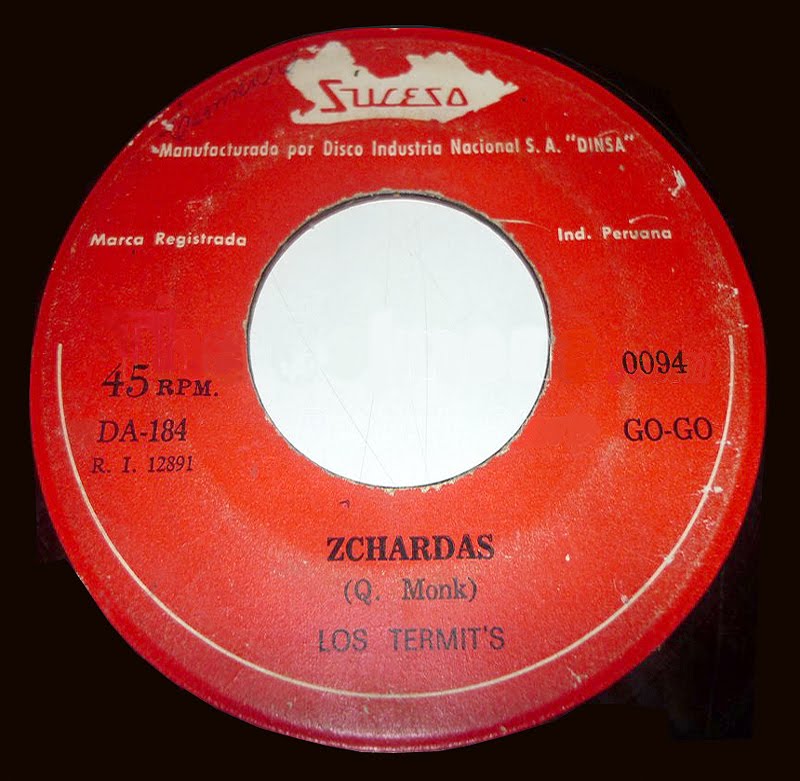 SUCESO
Manufacturado por Disco Industria Nacional S. A. "DINSA"
Marca Registrada
Ind. Peruana
45 RPM.
DA-184
R. I. 12891
0094
GO-GO
ZCHARDAS
(Q. Monk)
LOS TERMIT'S